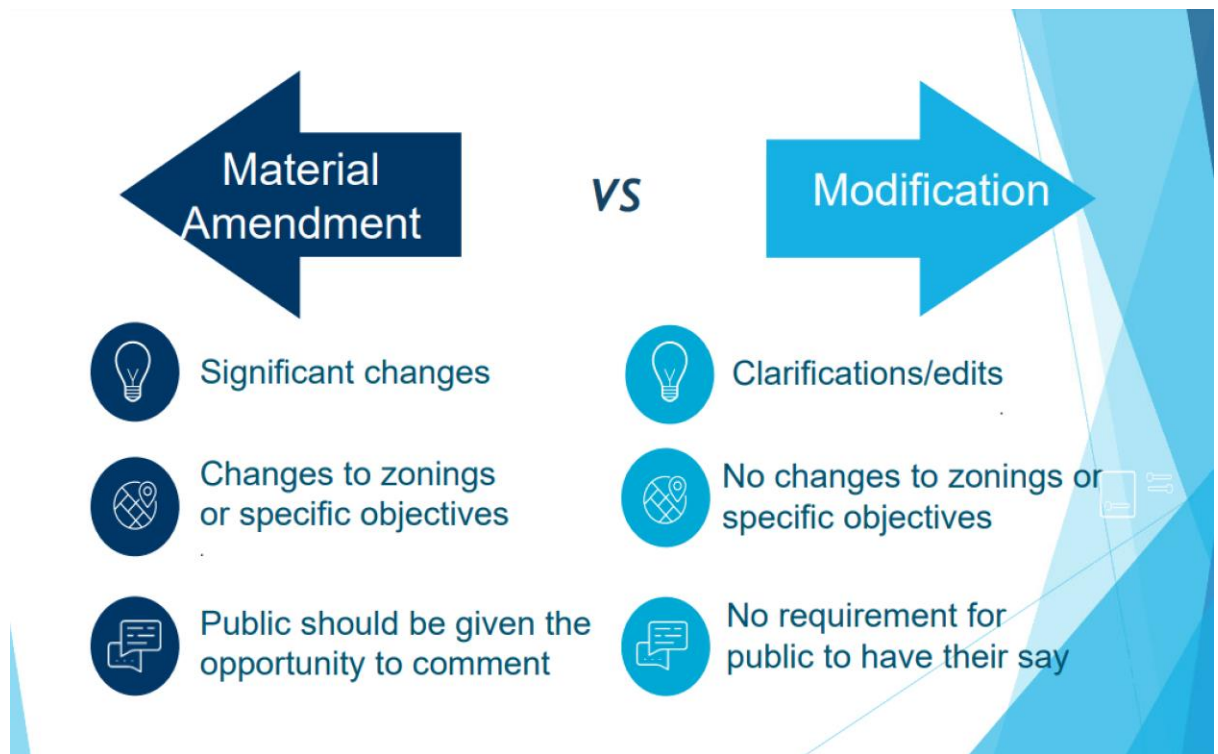 Material
Amendment
vs
Modification
Significant changes
Clarifications/edits
.
Changes to zonings
or specific objectives
.
No changes to zonings or
specific objectives
Public should be given the
opportunity to comment
No requirement for
public to have their say